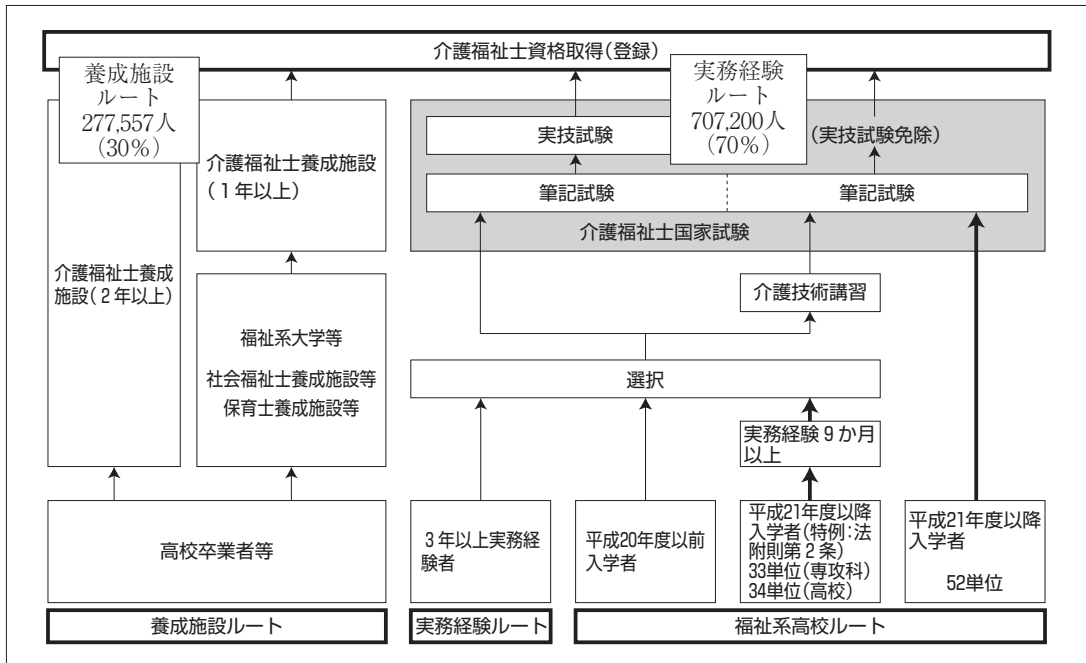 介護福祉士資格取得(登録)
養成施設
ルート
277,557人
(30%)
実務経験
ルート
707,200人
(70%)
介護福祉士養成施設
(1年以上)
実技試験
(実技試験免除)
筆記試験
筆記試験
介護福祉士国家試験
介護福祉士養成
施設(2年以上)
福祉系大学等
社会福祉士養成施設等
保育士養成施設等
介護技術講習
選択
実務経験9か月
以上
高校卒業者等
3年以上実務経
験者
平成20年度以前
入学者
平成21年度以降
入学者(特例:法
附則第2条)
33単位(専攻科)
34単位(高校)
平成21年度以降
入学者
52単位
養成施設ルート
実務経験ルート
福祉系高校ルート